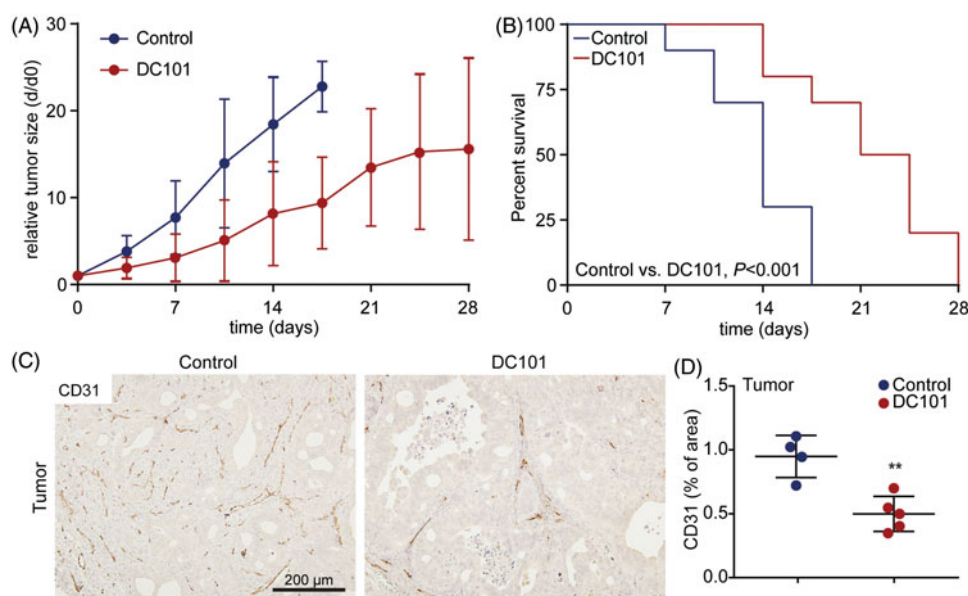 (A)
Control
DC101
relative tumor size (d/d0)
30
20
10
0
0 7 14 21 28
time (days)
(B)
Control
DC101
Percent survival
100
75
50
25
Control vs. DC101, P<0.001
0 7 14 21 28
time (days)
(C)
Control
DC101
CD31
Tumor
200 µm
(D)
Tumor
Control
DC101
CD31 (% of area)
1.5
1.0
0.5
0.0
**